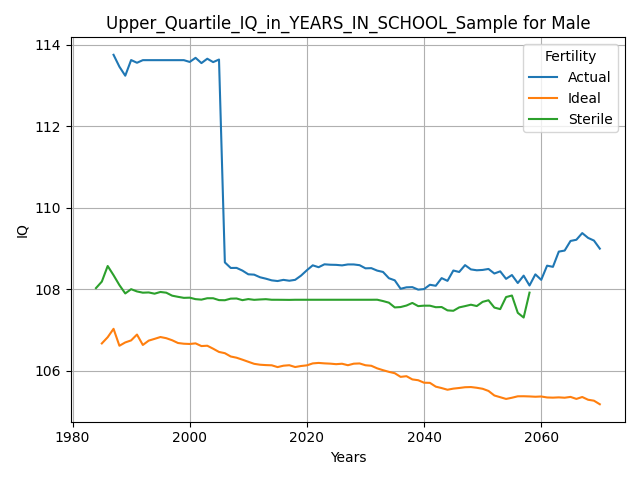 Upper_Quartile_IQ_in_YEARS_IN_SCHOOL_Sample for Male
Fertility
Actual
Ideal
Sterile
114
112
110
108
106
IQ
1980
2000
2020
2040
2060
Years